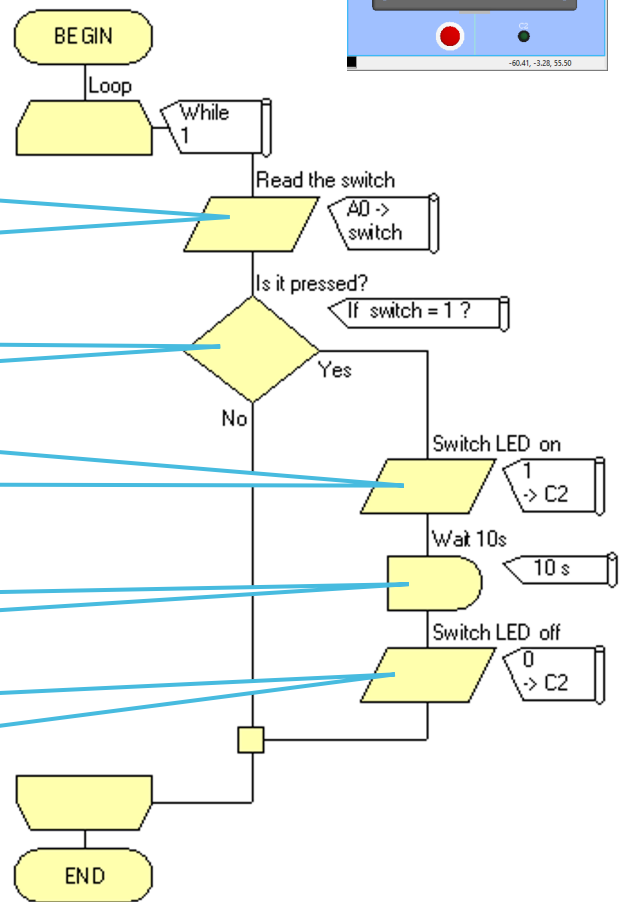 BEGIN
C2
-60.41, -3.28, 55.50
Loop
While
1
Read the switch
A0 ->
switch
Is it pressed?
If switch = 1 ?
Yes
No
Switch LED on
1
-> C2
Wait 10s
10 s
Switch LED off
0
-> C2
END